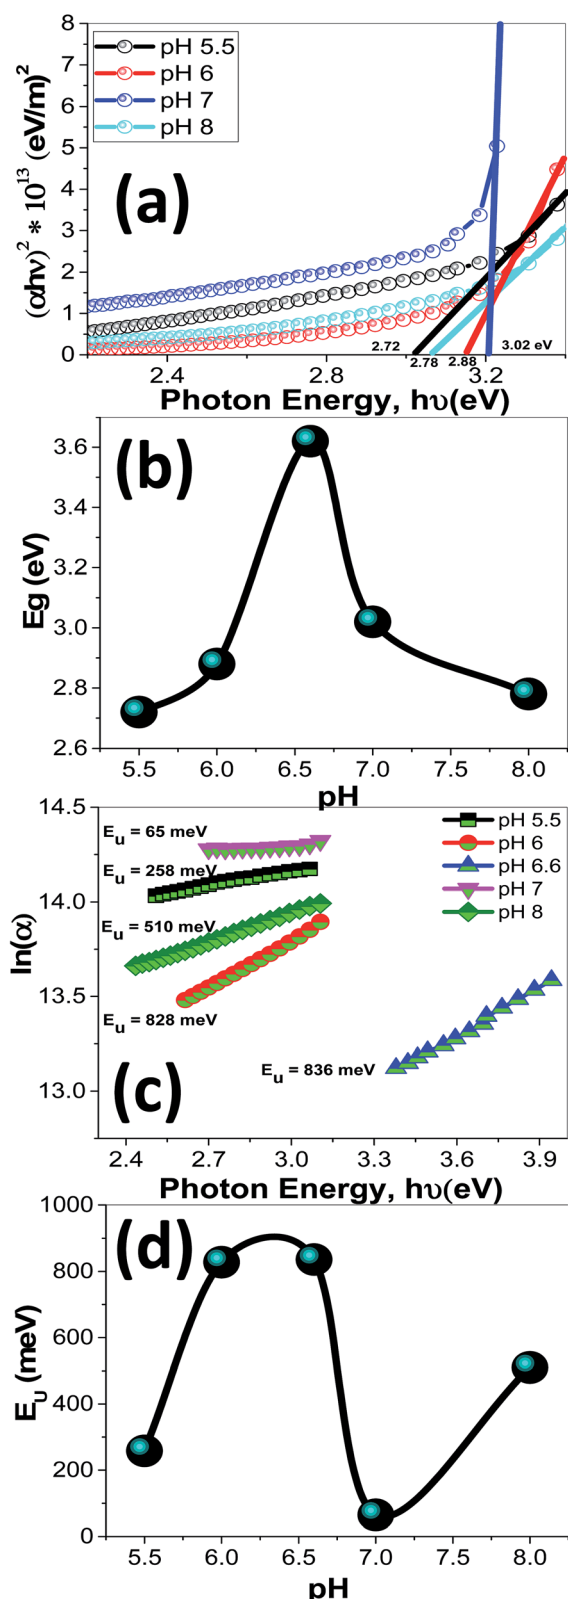 8
7
6
5
4
3
2
1
0
(αhν)² * 10¹³ (eV/m)²
pH 5.5
pH 6
pH 7
pH 8
(a)
2.72
2.78
2.88
3.02 eV
2.4
2.8
3.2
Photon Energy, hυ(eV)
3.6
3.4
3.2
3.0
2.8
2.6
Eg (eV)
(b)
5.5
6.0
6.5
7.0
7.5
8.0
pH
14.5
14.0
13.5
13.0
ln(α)
E_u = 65 meV
E_u = 258 meV
E_u = 510 meV
E_u = 828 meV
E_u = 836 meV
pH 5.5
pH 6
pH 6.6
pH 7
pH 8
(c)
2.4
2.7
3.0
3.3
3.6
3.9
Photon Energy, hυ(eV)
1000
800
600
400
200
0
E_U (meV)
(d)
5.5
6.0
6.5
7.0
7.5
8.0
pH